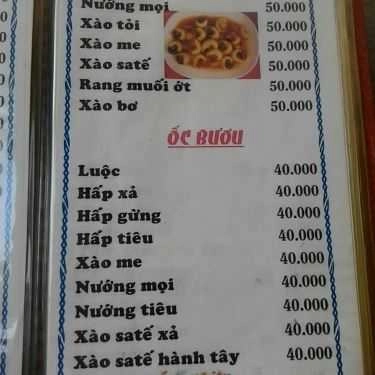 Nướng mọi 50.000
Xào tỏi 50.000
Xào me 50.000
Xào satế 50.000
Rang muối ớt 50.000
Xào bơ 50.000
ỐC BƯƠU
Luộc 40.000
Hấp xả 40.000
Hấp gừng 40.000
Hấp tiêu 40.000
Xào me 40.000
Nướng mọi 40.000
Nướng tiêu 40.000
Xào satế xả 40.000
Xào satế hành tây 40.000